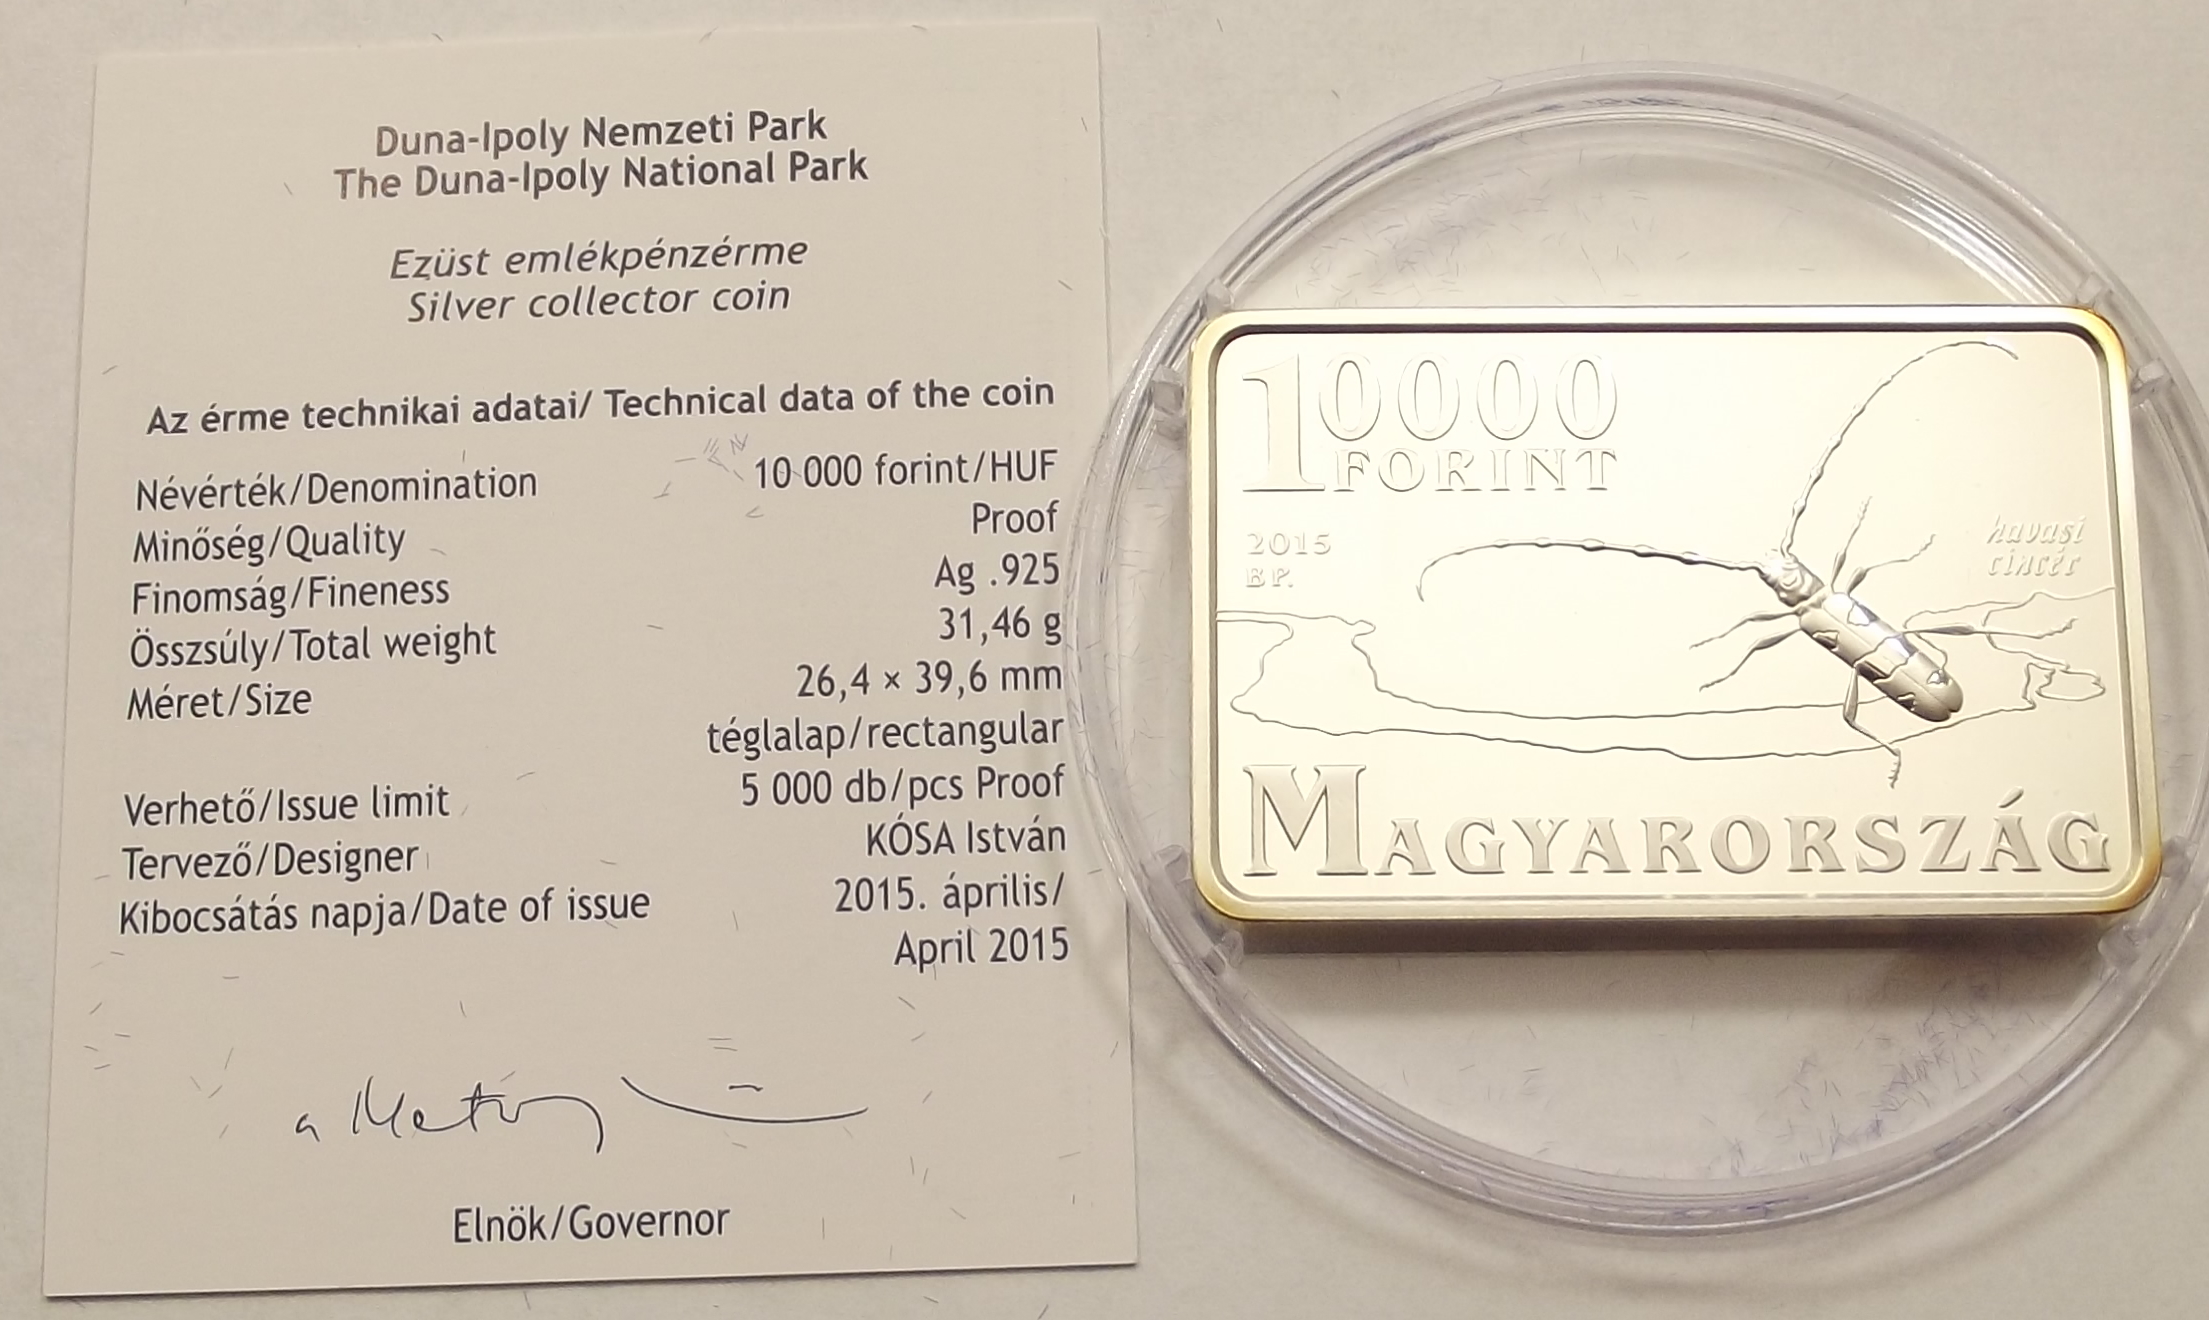 Duna-Ipoly Nemzeti Park
The Duna-Ipoly National Park
Ezüst emlékpénzérme
Silver collector coin
Az érme technikai adatai/ Technical data of the coin
Névérték/Denomination 10 000 forint/HUF
Minőség/Quality Proof
Finomság/Fineness Ag .925
Összsúly/Total weight 31,46 g
Méret/Size 26,4 × 39,6 mm
téglalap/rectangular
Verhető/Issue limit 5 000 db/pcs Proof
Tervező/Designer KÓSA István
Kibocsátás napja/Date of issue 2015. április/
April 2015
Elnök/Governor
10000
FORINT
2015
BP.
havasi
cincér
MAGYARORSZÁG